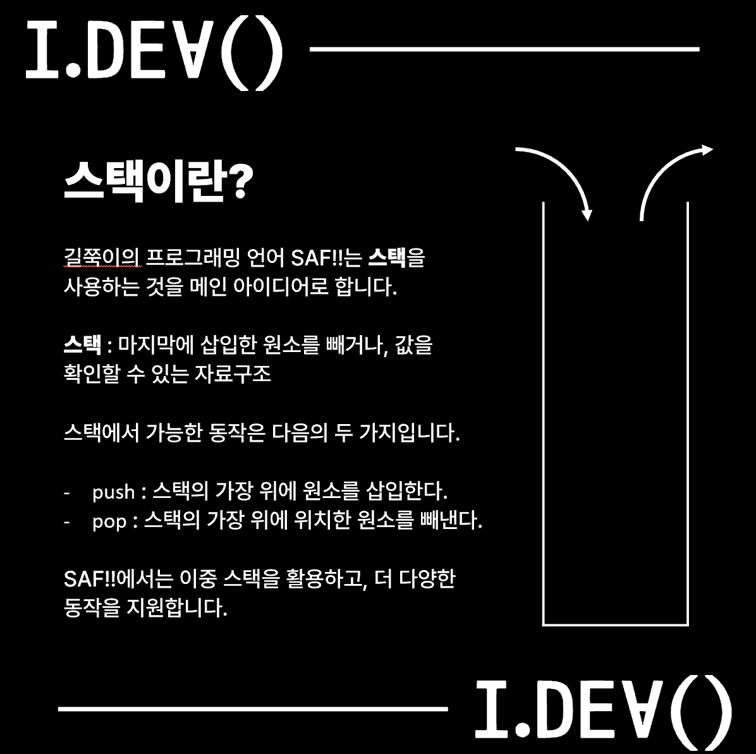 I.DE∀()
스택이란?
길쭉이의 프로그래밍 언어 SAF!!는 스택을
사용하는 것을 메인 아이디어로 합니다.
스택 : 마지막에 삽입한 원소를 빼거나, 값을
확인할 수 있는 자료구조
스택에서 가능한 동작은 다음의 두 가지입니다.
- push : 스택의 가장 위에 원소를 삽입한다.
- pop : 스택의 가장 위에 위치한 원소를 빼낸다.
SAF!!에서는 이중 스택을 활용하고, 더 다양한
동작을 지원합니다.
I.DE∀()